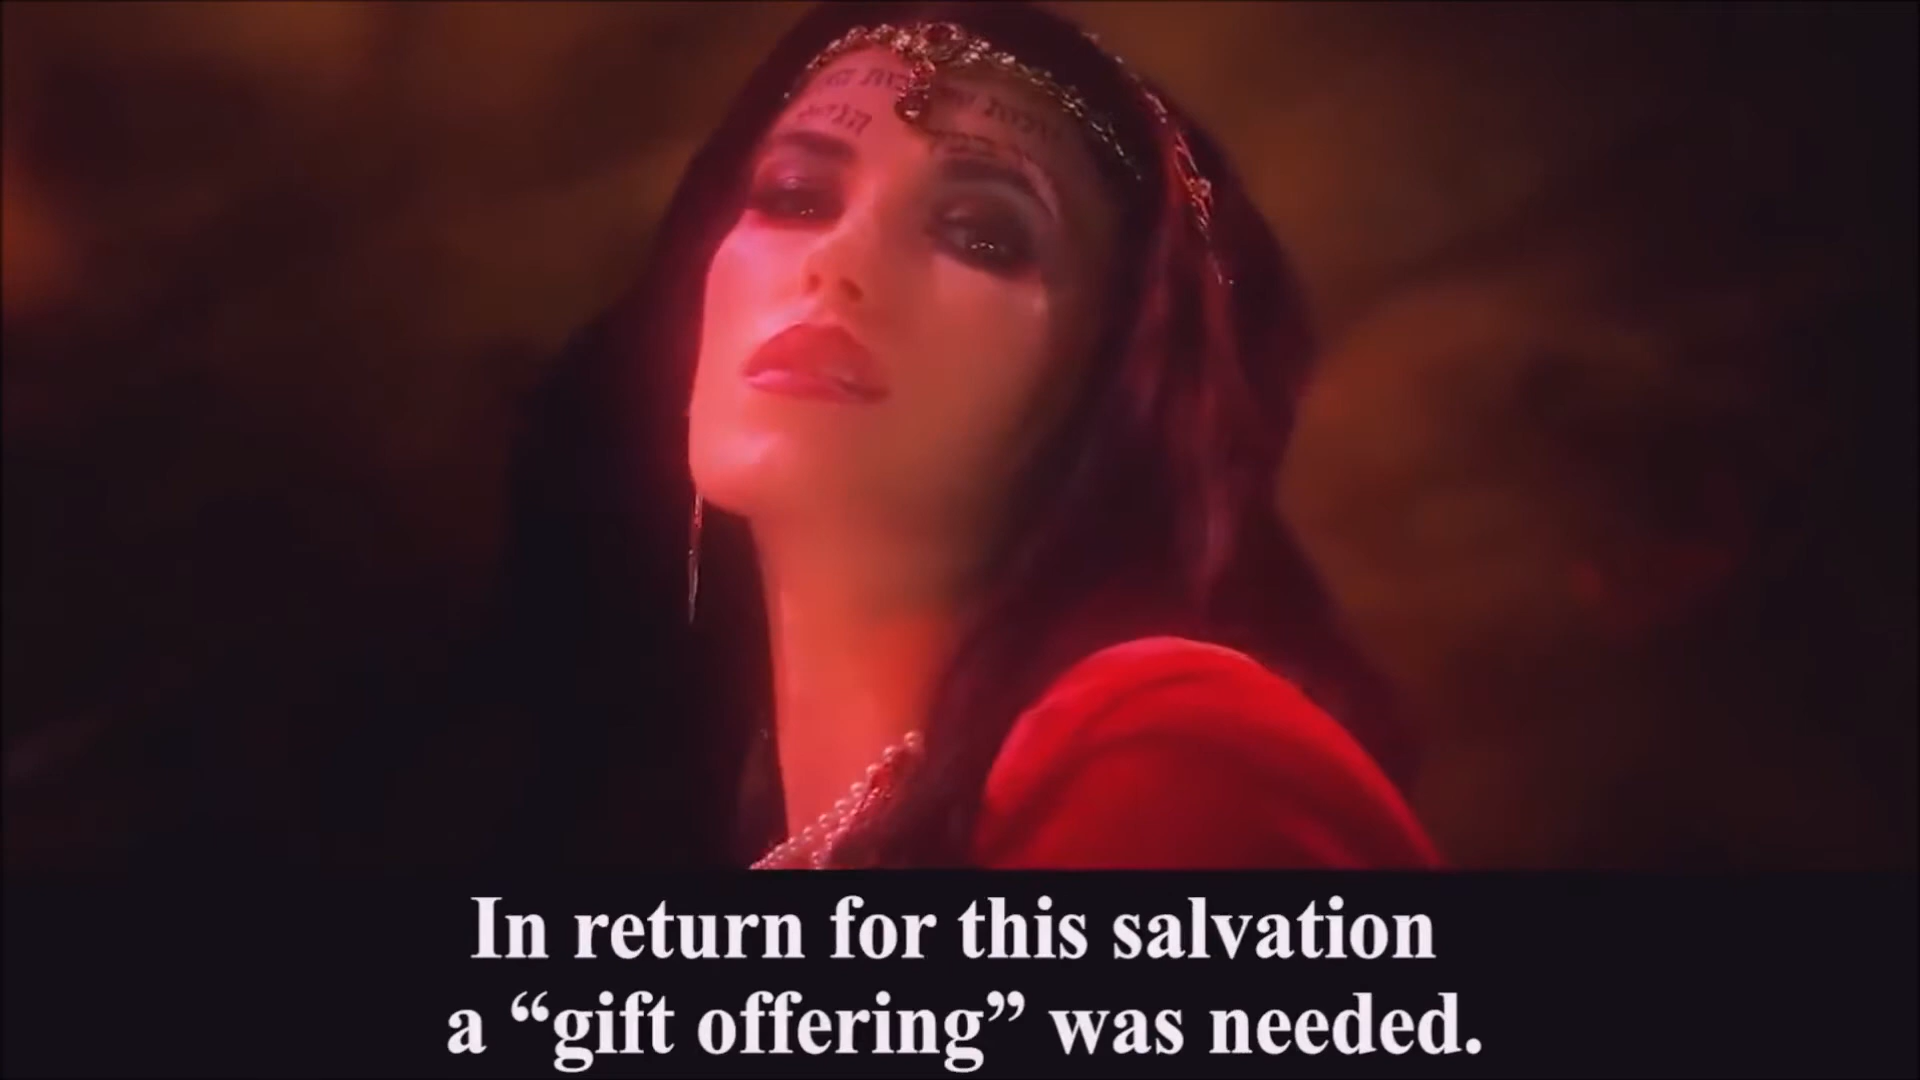 In return for this salvation
a “gift offering” was needed.